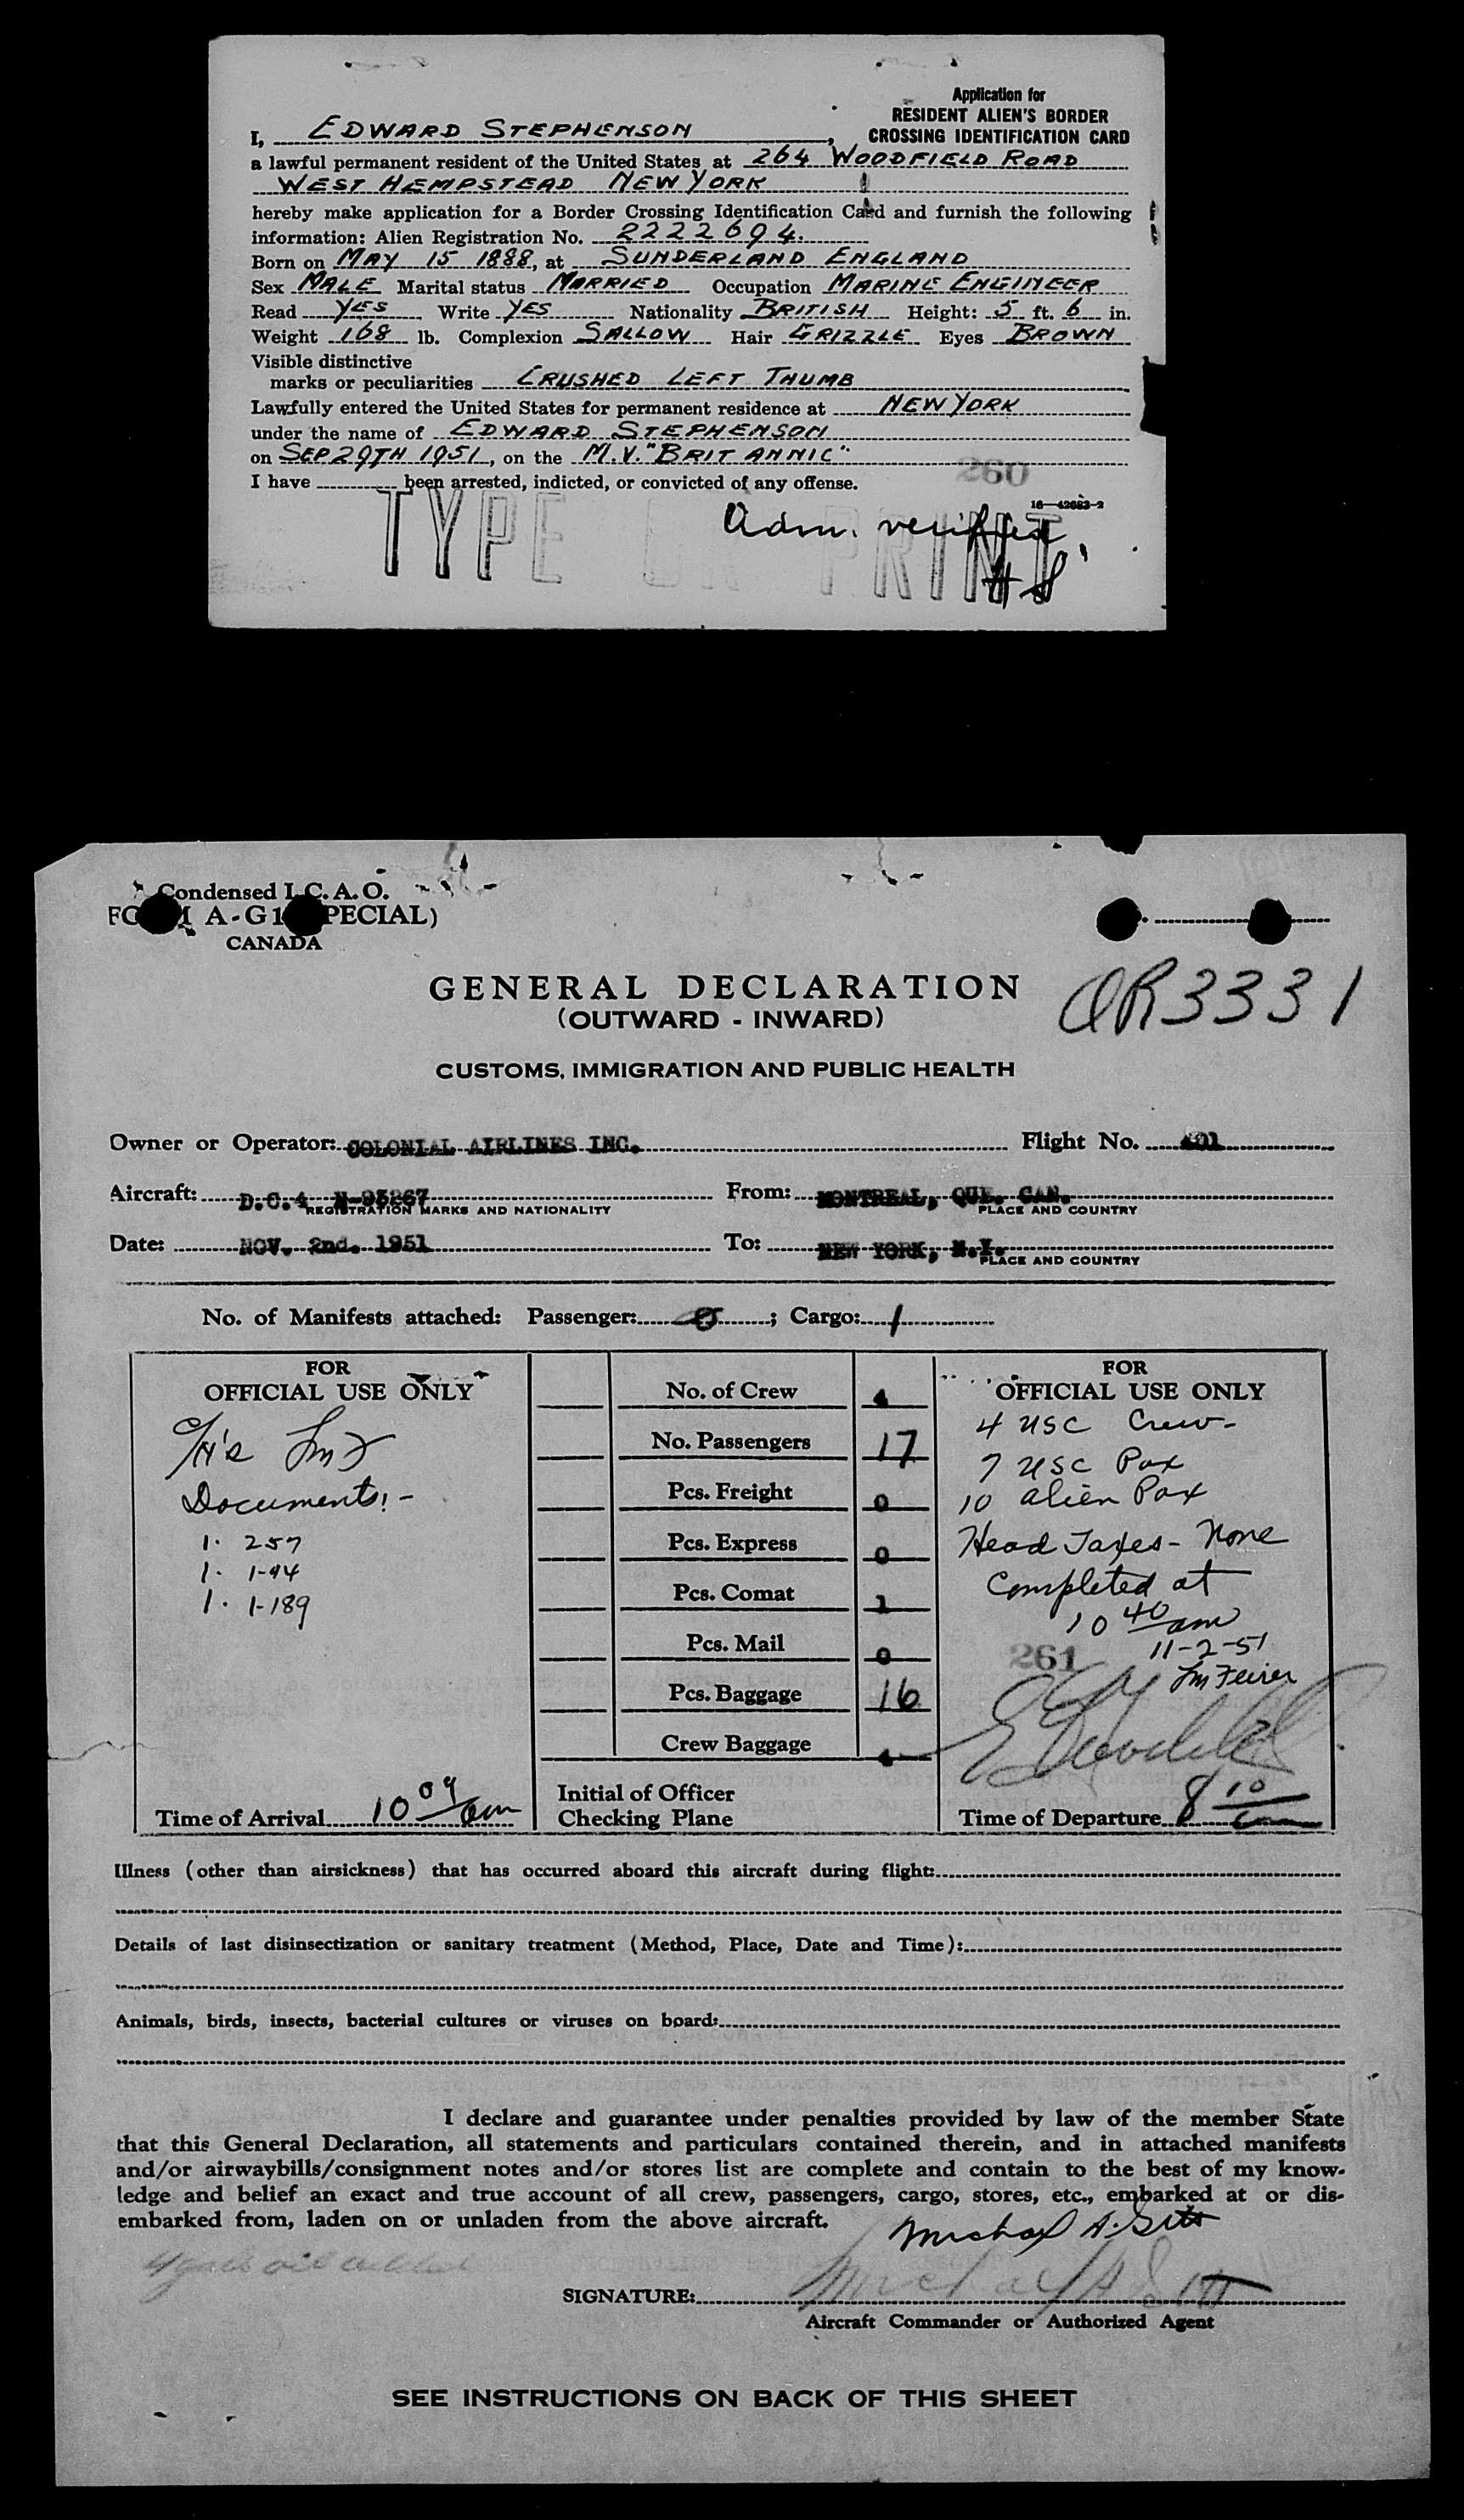 Application for
RESIDENT ALIEN'S BORDER
CROSSING IDENTIFICATION CARD
I, EDWARD STEPHENSON,
a lawful permanent resident of the United States at 264 WOODFIELD ROAD
WEST HEMPSTEAD NEW YORK
hereby make application for a Border Crossing Identification Card and furnish the following
information: Alien Registration No. 2222694.
Born on MAY 15 1888, at SUNDERLAND ENGLAND
Sex MALE Marital status MARRIED Occupation MARINE ENGINEER
Read YES Write YES Nationality BRITISH Height: 5 ft. 6 in.
Weight 168 lb. Complexion SALLOW Hair GRIZZLE Eyes BROWN
Visible distinctive
marks or peculiarities CRUSHED LEFT THUMB
Lawfully entered the United States for permanent residence at NEW YORK
under the name of EDWARD STEPHENSON
on SEP 29TH 1951, on the M.V. "BRITANNIC"
260
I have been arrested, indicted, or convicted of any offense.
16—42083-2
TYPE OR PRINT
Adm. verified
Condensed I.C.A.O.
FORM A-G1 (SPECIAL)
CANADA
GENERAL DECLARATION
(OUTWARD - INWARD)
QR3331
CUSTOMS, IMMIGRATION AND PUBLIC HEALTH
Owner or Operator: COLONIAL AIRLINES INC. Flight No. 401
Aircraft: D.C.4 N-95267 From: MONTREAL, QUE. CAN.
REGISTRATION MARKS AND NATIONALITY PLACE AND COUNTRY
Date: NOV. 2nd. 1951 To: NEW YORK, N.Y.
PLACE AND COUNTRY
No. of Manifests attached: Passenger: 0; Cargo: 1
FOR
OFFICIAL USE ONLY
Documents:-
1. 257
1. 1-94
1. 1-189
Time of Arrival 10 09 am
No. of Crew 4
No. Passengers 17
Pcs. Freight 0
Pcs. Express 0
Pcs. Comat 1
Pcs. Mail 0
Pcs. Baggage 16
Crew Baggage 4
Initial of Officer
Checking Plane
FOR
OFFICIAL USE ONLY
4 USC Crew-
7 USC Pax
10 alien Pax
Head Taxes - None
Completed at
10 40 am
11-2-51
261
Time of Departure 8 10
Illness (other than airsickness) that has occurred aboard this aircraft during flight:
Details of last disinsectization or sanitary treatment (Method, Place, Date and Time):
Animals, birds, insects, bacterial cultures or viruses on board:
I declare and guarantee under penalties provided by law of the member State
that this General Declaration, all statements and particulars contained therein, and in attached manifests
and/or airwaybills/consignment notes and/or stores list are complete and contain to the best of my know-
ledge and belief an exact and true account of all crew, passengers, cargo, stores, etc., embarked at or dis-
embarked from, laden on or unladen from the above aircraft.
SIGNATURE:
Aircraft Commander or Authorized Agent
SEE INSTRUCTIONS ON BACK OF THIS SHEET